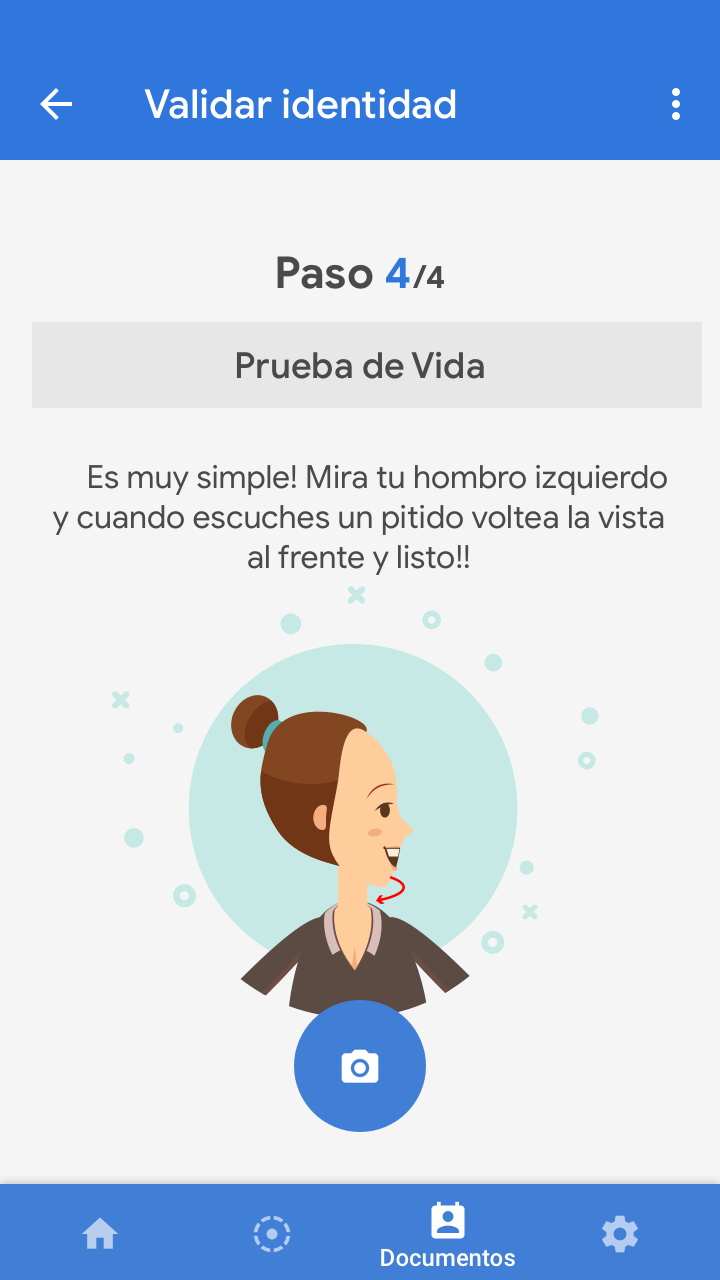 Validar identidad
Paso 4/4
Prueba de Vida
Es muy simple! Mira tu hombro izquierdo
y cuando escuches un pitido voltea la vista
al frente y listo!!
Documentos